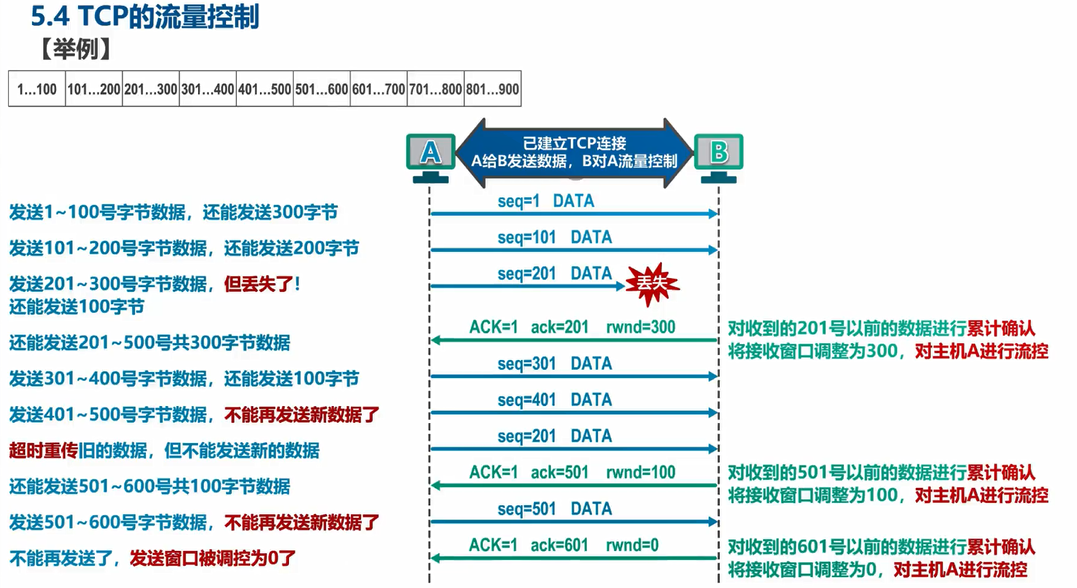 5.4 TCP的流量控制
【举例】
1…100 101…200 201…300 301…400 401…500 501…600 601…700 701…800 801…900
A
已建立TCP连接
A给B发送数据，B对A流量控制
B
seq=1 DATA
发送1~100号字节数据，还能发送300字节
seq=101 DATA
发送101~200号字节数据，还能发送200字节
seq=201 DATA
丢失
发送201~300号字节数据，但丢失了！
还能发送100字节
ACK=1 ack=201 rwnd=300
对收到的201号以前的数据进行累计确认
将接收窗口调整为300，对主机A进行流控
还能发送201~500号共300字节数据
seq=301 DATA
发送301~400号字节数据，还能发送100字节
seq=401 DATA
发送401~500号字节数据，不能再发送新数据了
seq=201 DATA
超时重传旧的数据，但不能发送新的数据
ACK=1 ack=501 rwnd=100
对收到的501号以前的数据进行累计确认
将接收窗口调整为100，对主机A进行流控
还能发送501~600号共100字节数据
seq=501 DATA
发送501~600号字节数据，不能再发送新数据了
ACK=1 ack=601 rwnd=0
对收到的601号以前的数据进行累计确认
将接收窗口调整为0，对主机A进行流控
不能再发送了，发送窗口被调控为0了